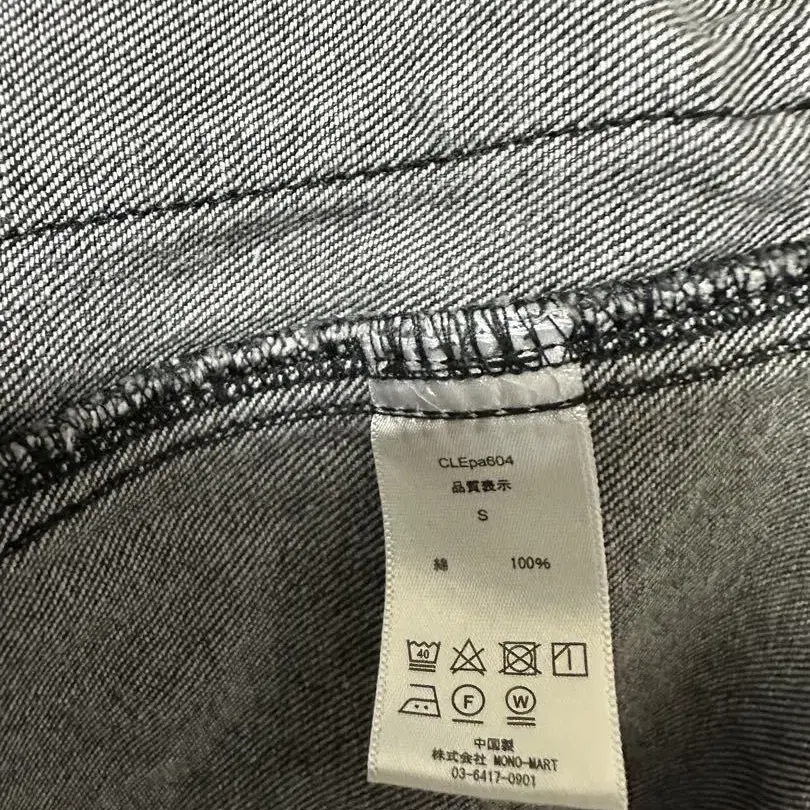 CLEpa604
品質表示
S
綿 100%
40
F W
中国製
株式会社 MONO-MART
03-6417-0901